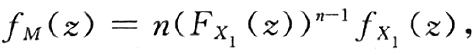 f_M(z) = n(F_{X_1}(z))^{n-1} f_{X_1}(z),